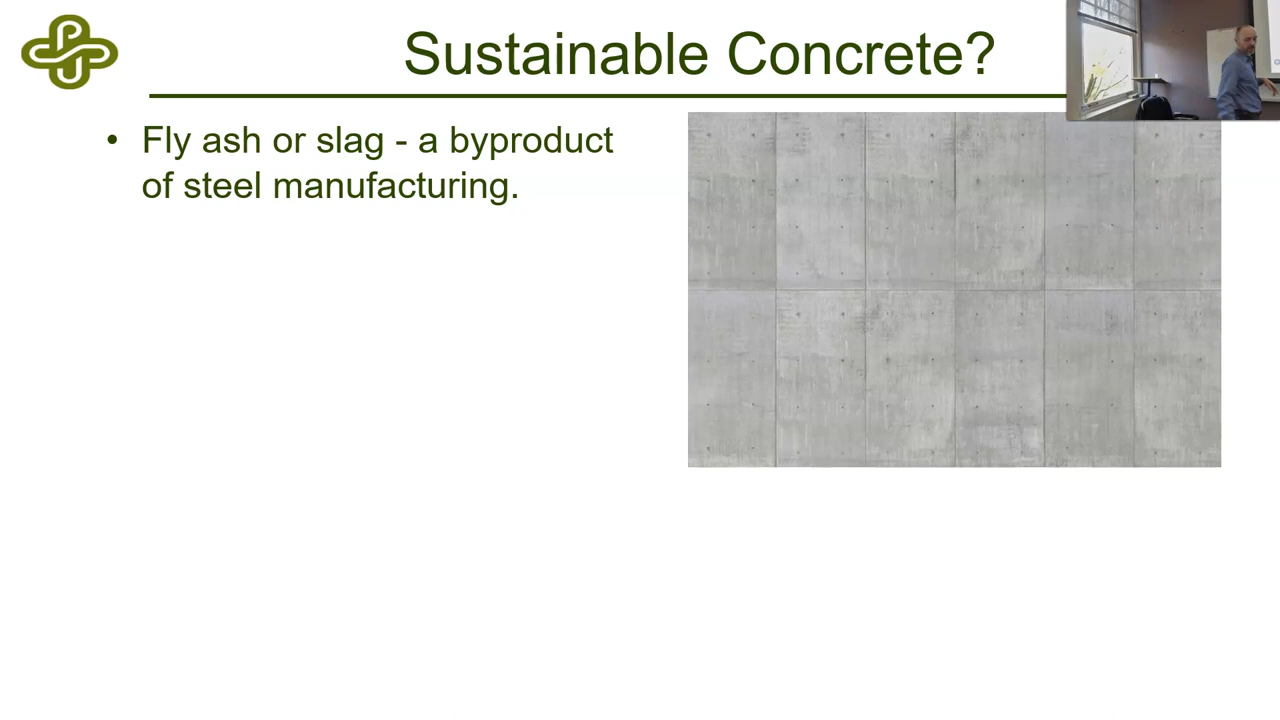 Sustainable Concrete?
• Fly ash or slag - a byproduct
of steel manufacturing.